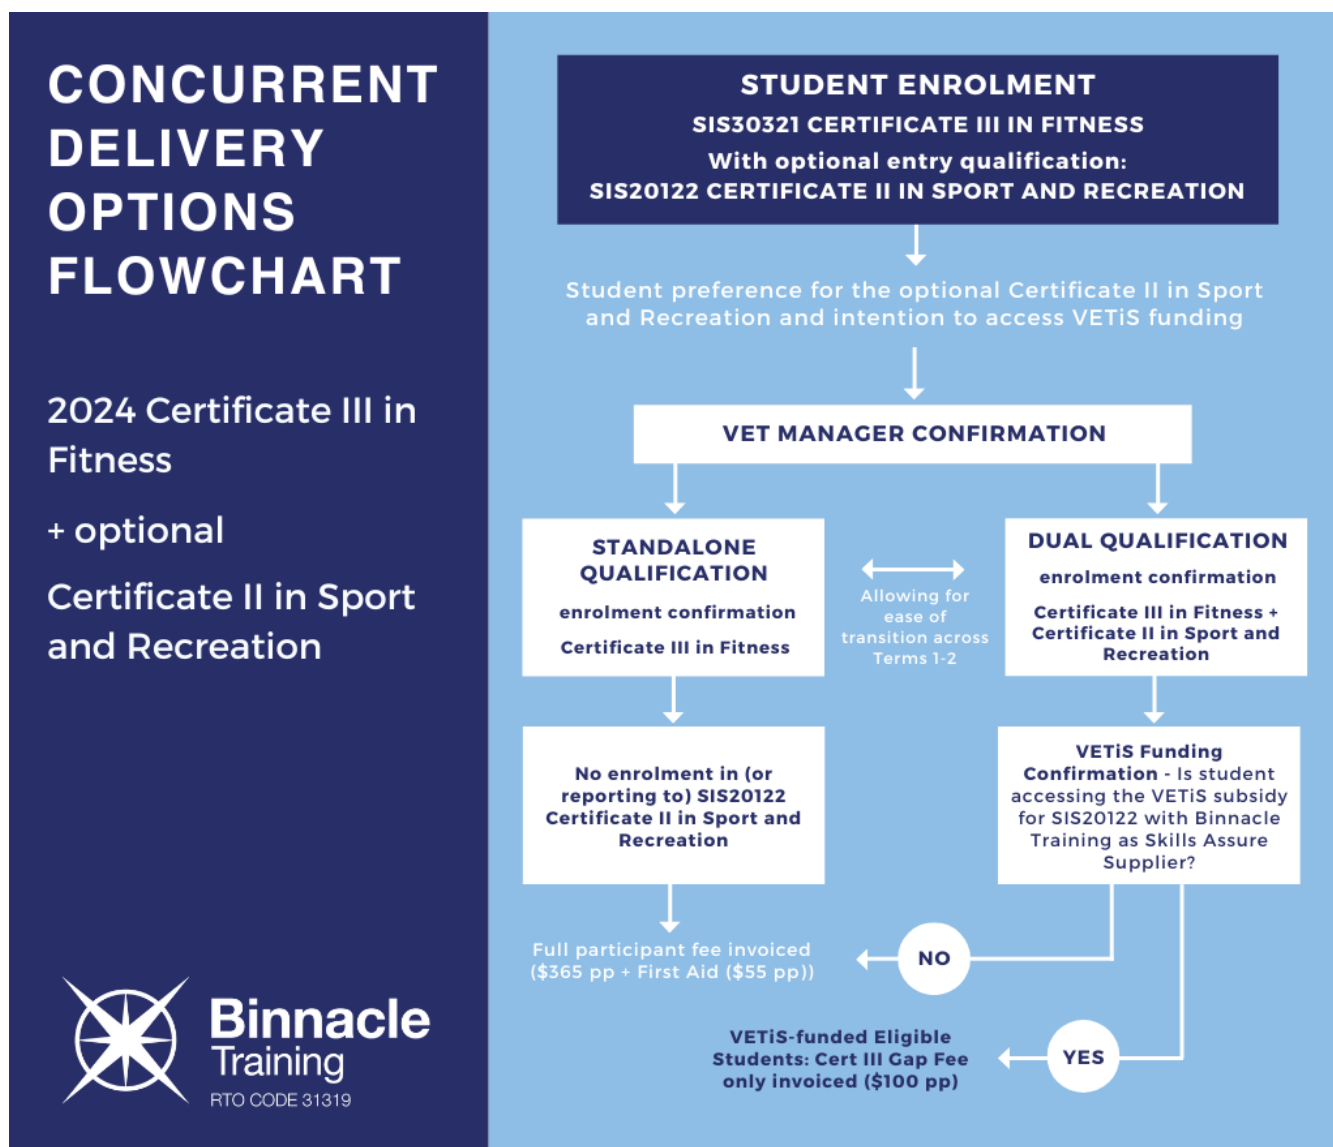 CONCURRENT
DELIVERY
OPTIONS
FLOWCHART
2024 Certificate III in
Fitness
+ optional
Certificate II in Sport
and Recreation
Binnacle
Training
RTO CODE 31319
STUDENT ENROLMENT
SIS30321 CERTIFICATE III IN FITNESS
With optional entry qualification:
SIS20122 CERTIFICATE II IN SPORT AND RECREATION
Student preference for the optional Certificate II in Sport
and Recreation and intention to access VETiS funding
VET MANAGER CONFIRMATION
STANDALONE
QUALIFICATION
enrolment confirmation
Certificate III in Fitness
Allowing for
ease of
transition across
Terms 1-2
DUAL QUALIFICATION
enrolment confirmation
Certificate III in Fitness +
Certificate II in Sport and
Recreation
No enrolment in (or
reporting to) SIS20122
Certificate II in Sport and
Recreation
VETiS Funding
Confirmation - Is student
accessing the VETiS subsidy
for SIS20122 with Binnacle
Training as Skills Assure
Supplier?
Full participant fee invoiced
($365 pp + First Aid ($55 pp))
NO
VETiS-funded Eligible
Students: Cert III Gap Fee
only invoiced ($100 pp)
YES